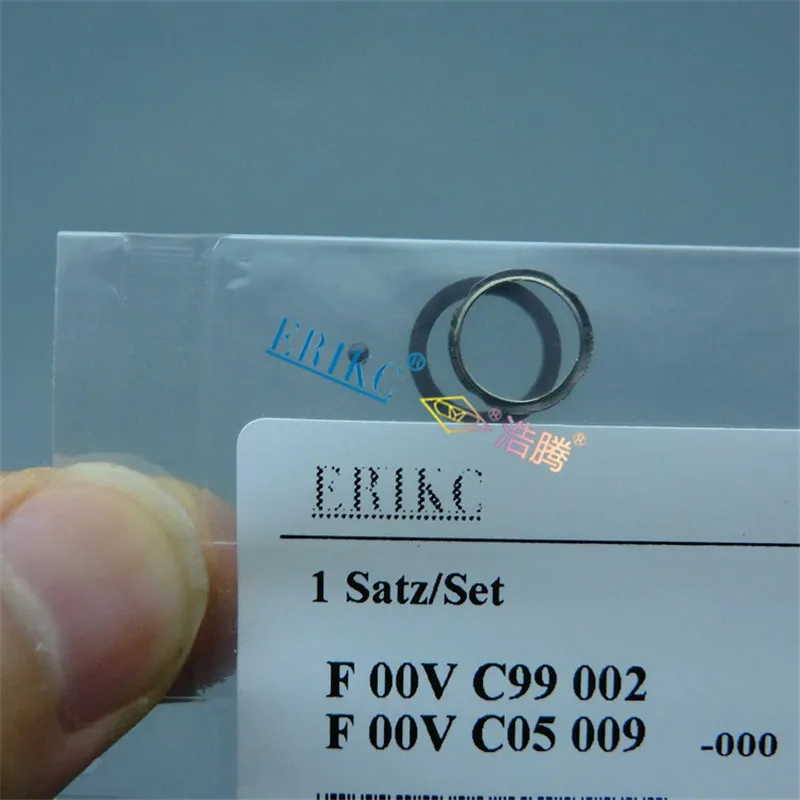 ERIKC®
®浩腾®
ERIKC
1 Satz/Set
F 00V C99 002
F 00V C05 009 -000